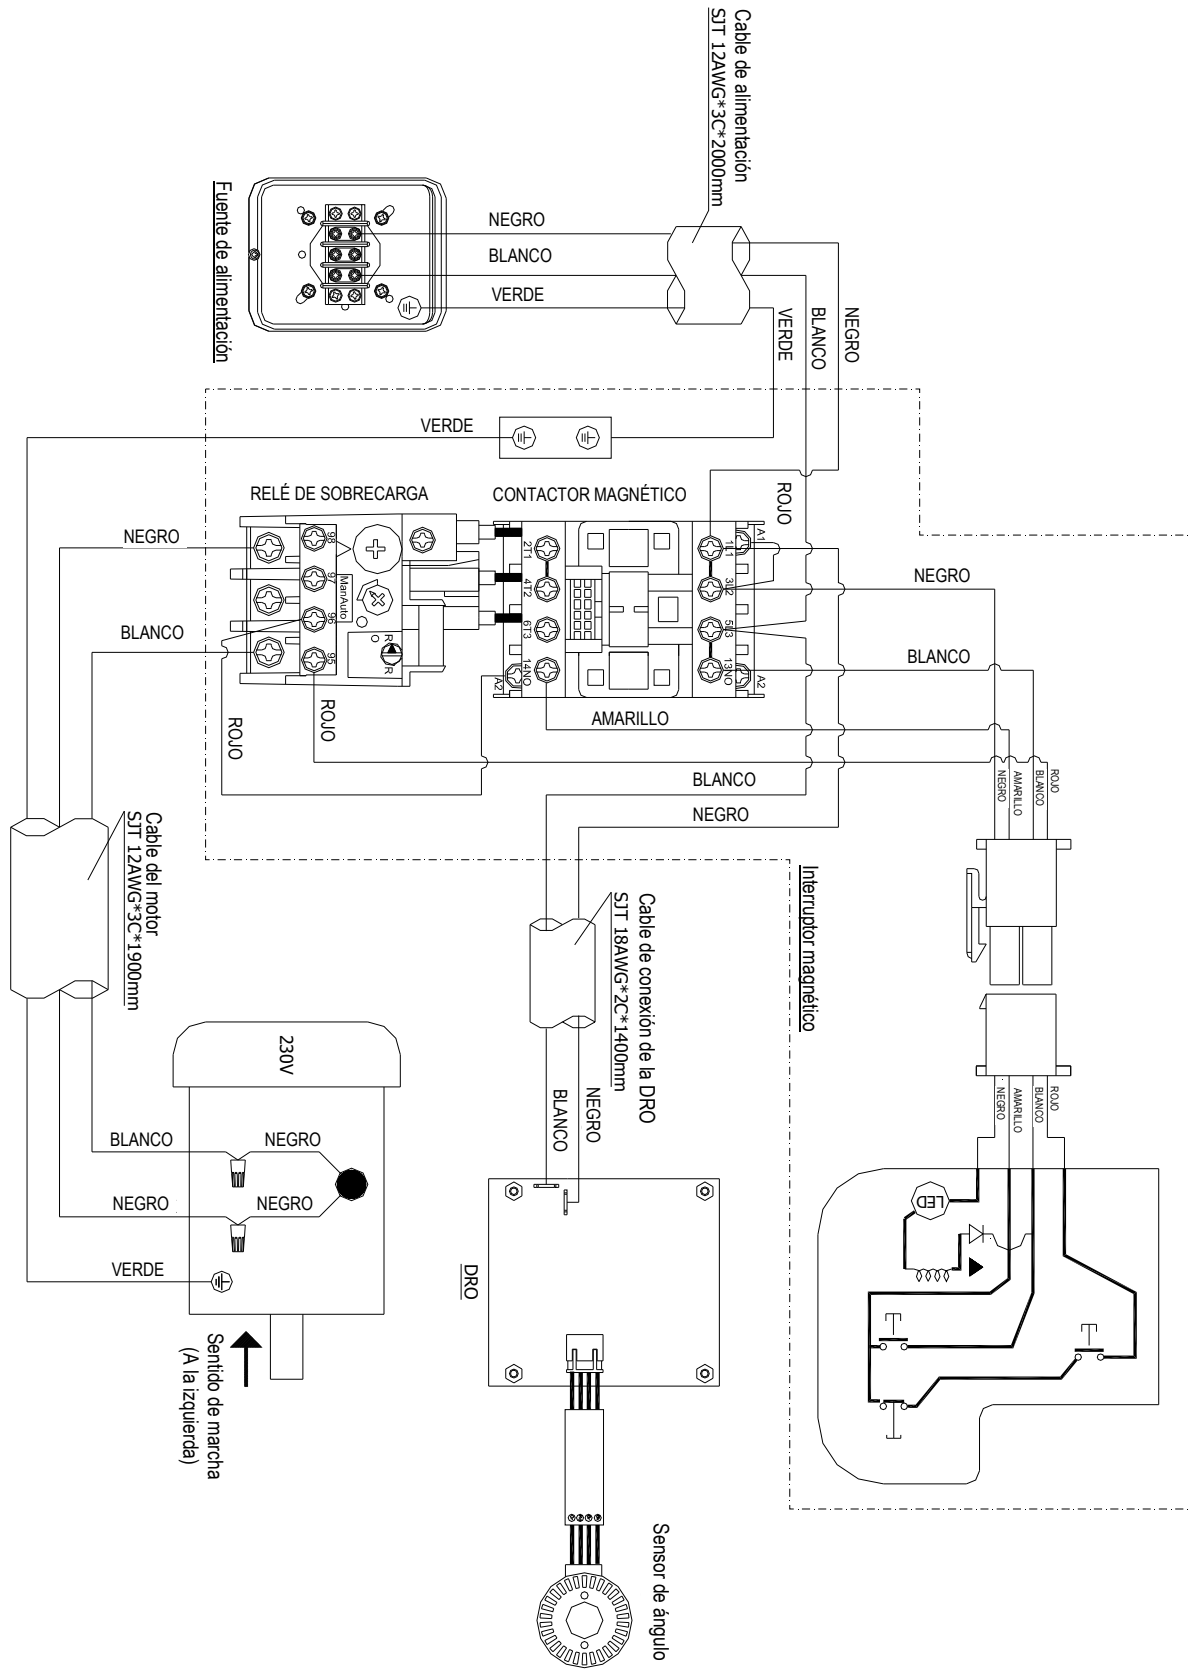 Cable de alimentación
SJT 12AWG*3C*2000mm
Fuente de alimentación
NEGRO
BLANCO
VERDE
NEGRO
BLANCO
VERDE
VERDE
RELÉ DE SOBRECARGA
CONTACTOR MAGNÉTICO
ROJO
NEGRO
98
97
96
95
ManAuto
R
R
2T1
4T2
6T3
14NO
A2
1L1
3L2
5L3
13NO
A1
A2
NEGRO
BLANCO
BLANCO
AMARILLO
ROJO
ROJO
BLANCO
NEGRO
ROJO
BLANCO
AMARILLO
NEGRO
Interruptor magnético
Cable del motor
SJT 12AWG*3C*1900mm
Cable de conexión de la DRO
SJT 18AWG*2C*1400mm
230V
NEGRO
BLANCO
ROJO
BLANCO
AMARILLO
NEGRO
BLANCO
NEGRO
NEGRO
NEGRO
VERDE
LED
DRO
Sentido de marcha
(A la izquierda)
Sensor de ángulo